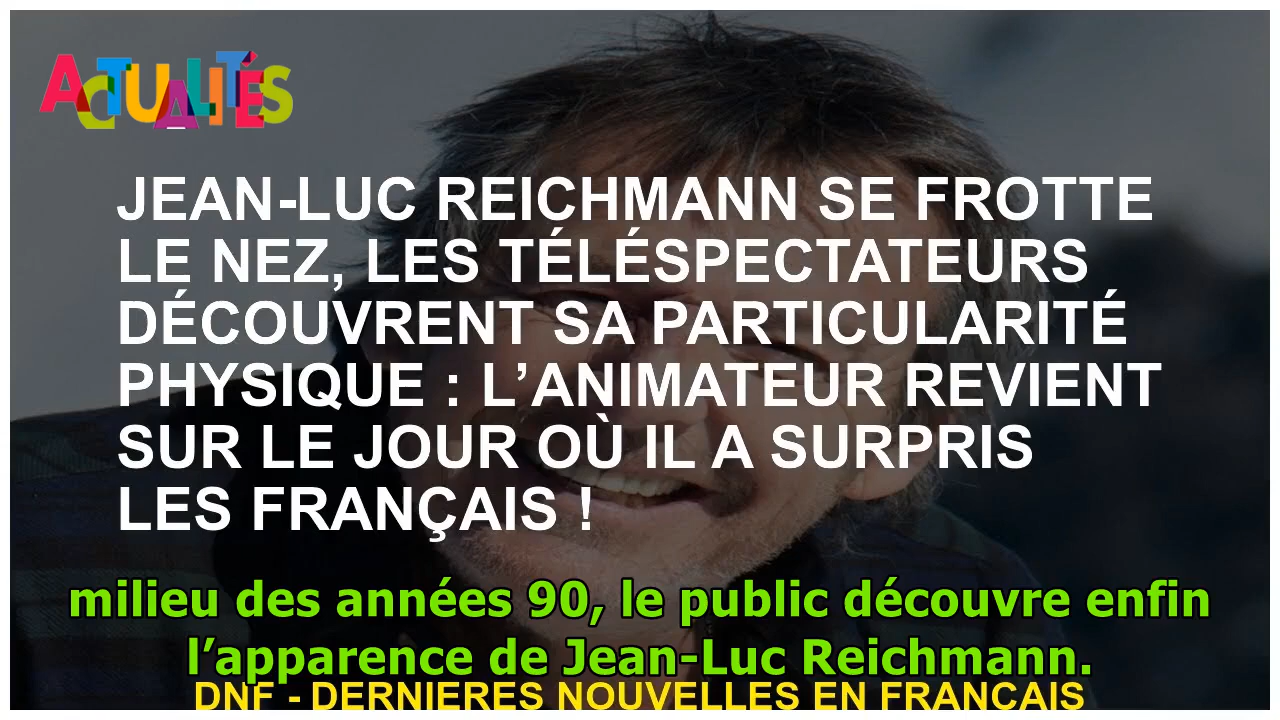 ACTUALITÉS
JEAN-LUC REICHMANN SE FROTTE
LE NEZ, LES TÉLÉSPECTATEURS
DÉCOUVRENT SA PARTICULARITÉ
PHYSIQUE : L’ANIMATEUR REVIENT
SUR LE JOUR OÙ IL A SURPRIS
LES FRANÇAIS !
milieu des années 90, le public découvre enfin
l’apparence de Jean-Luc Reichmann.
DNF - DERNIERES NOUVELLES EN FRANÇAIS